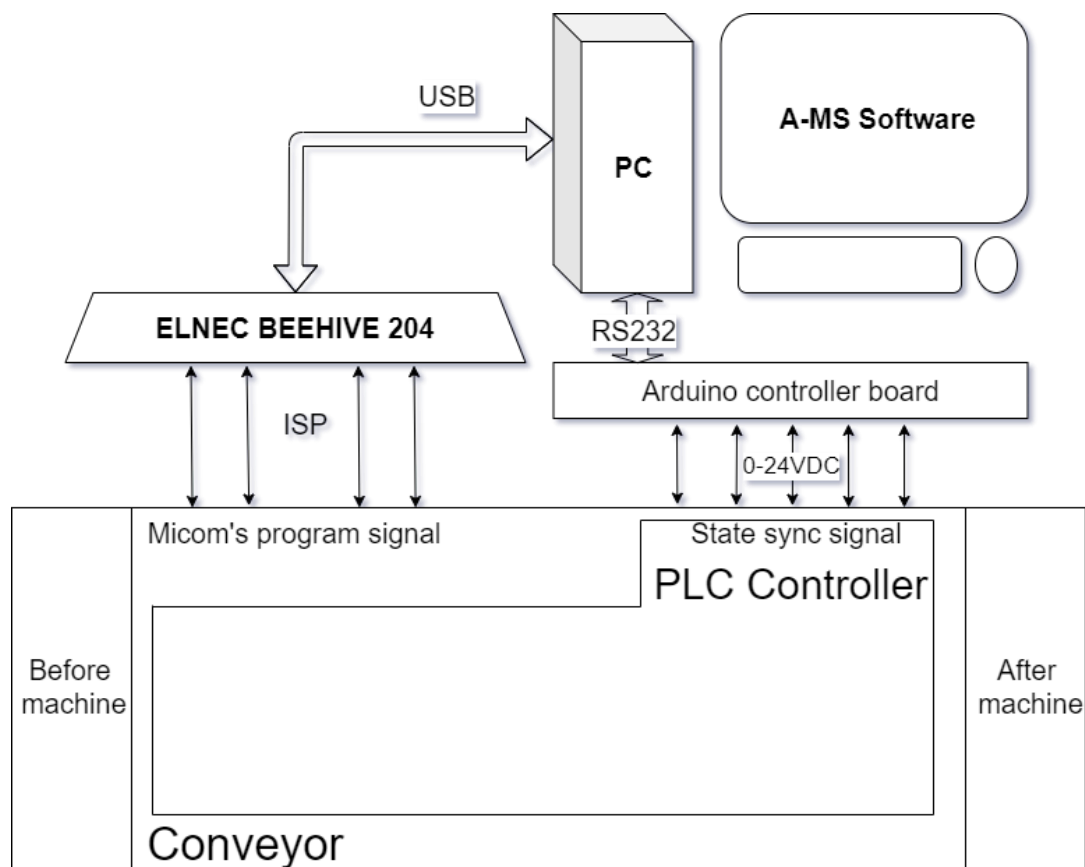 USB
PC
A-MS Software
ELNEC BEEHIVE 204
RS232
Arduino controller board
ISP
0-24VDC
Micom's program signal
State sync signal
PLC Controller
Before
machine
After
machine
Conveyor